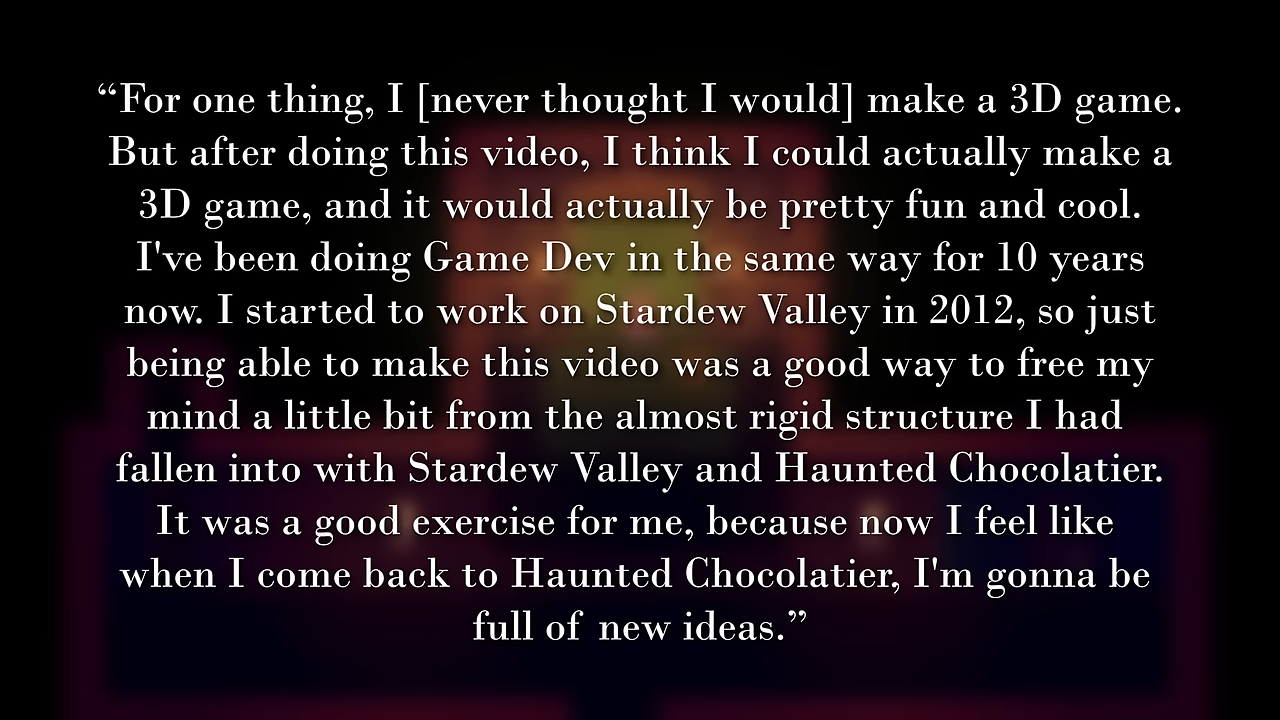 “For one thing, I [never thought I would] make a 3D game.
But after doing this video, I think I could actually make a
3D game, and it would actually be pretty fun and cool.
I've been doing Game Dev in the same way for 10 years
now. I started to work on Stardew Valley in 2012, so just
being able to make this video was a good way to free my
mind a little bit from the almost rigid structure I had
fallen into with Stardew Valley and Haunted Chocolatier.
It was a good exercise for me, because now I feel like
when I come back to Haunted Chocolatier, I'm gonna be
full of new ideas.”